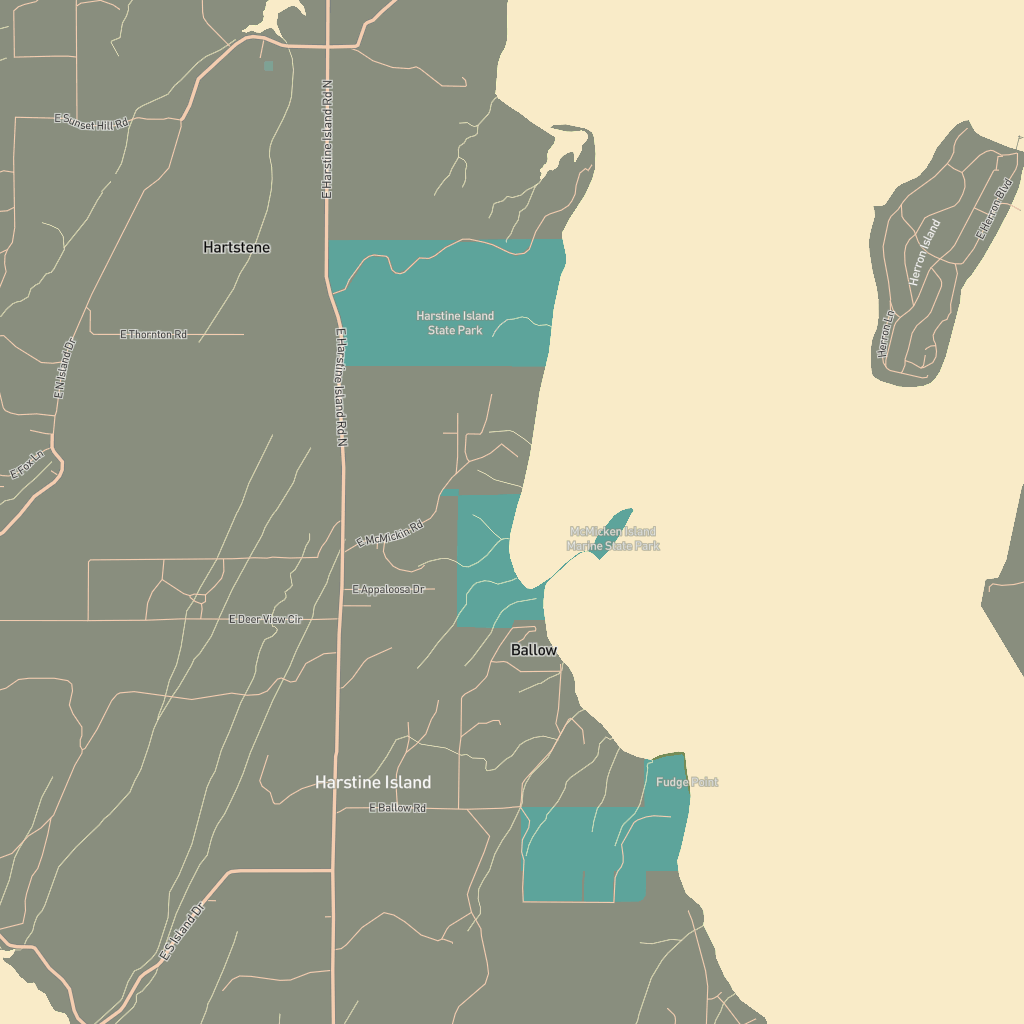 E Sunset Hill Rd
E Harstine Island Rd N
Hartstene
E Herron Blvd
Herron Island
Harstine Island
State Park
E Thornton Rd
Herron Ln
E N Island Dr
E Harstine Island Rd N
E Fox Ln
E McMickin Rd
McMicken Island
Marine State Park
E Appaloosa Dr
E Deer View Cir
Ballow
Harstine Island
Fudge Point
E Ballow Rd
E S Island Dr